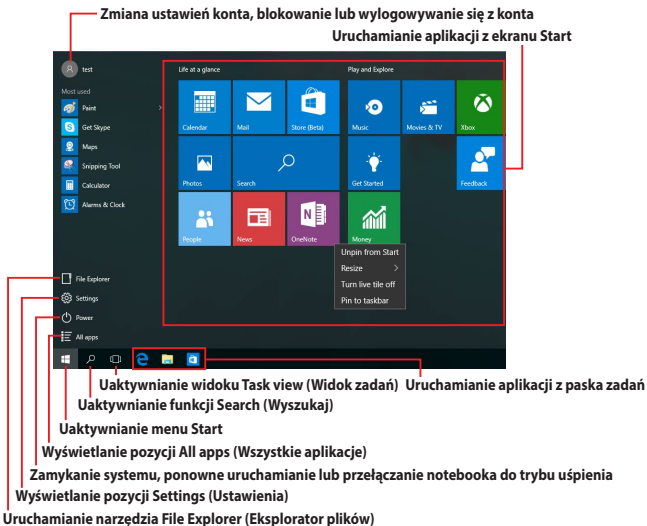 Zmiana ustawień konta, blokowanie lub wylogowywanie się z konta
Uruchamianie aplikacji z ekranu Start
test
Most used
Paint
Get Skype
Maps
Snipping Tool
Calculator
Alarms & Clock
File Explorer
Settings
Power
All apps
Life at a glance
Play and Explore
Calendar
Mail
Store (Beta)
Music
Movies & TV
Xbox
Photos
Search
Get Started
Feedback
People
News
OneNote
Money
Unpin from Start
Resize
Turn live tile off
Pin to taskbar
Uaktywnianie widoku Task view (Widok zadań)
Uruchamianie aplikacji z paska zadań
Uaktywnianie funkcji Search (Wyszukaj)
Uaktywnianie menu Start
Wyświetlanie pozycji All apps (Wszystkie aplikacje)
Zamykanie systemu, ponowne uruchamianie lub przełączanie notebooka do trybu uśpienia
Wyświetlanie pozycji Settings (Ustawienia)
Uruchamianie narzędzia File Explorer (Eksplorator plików)